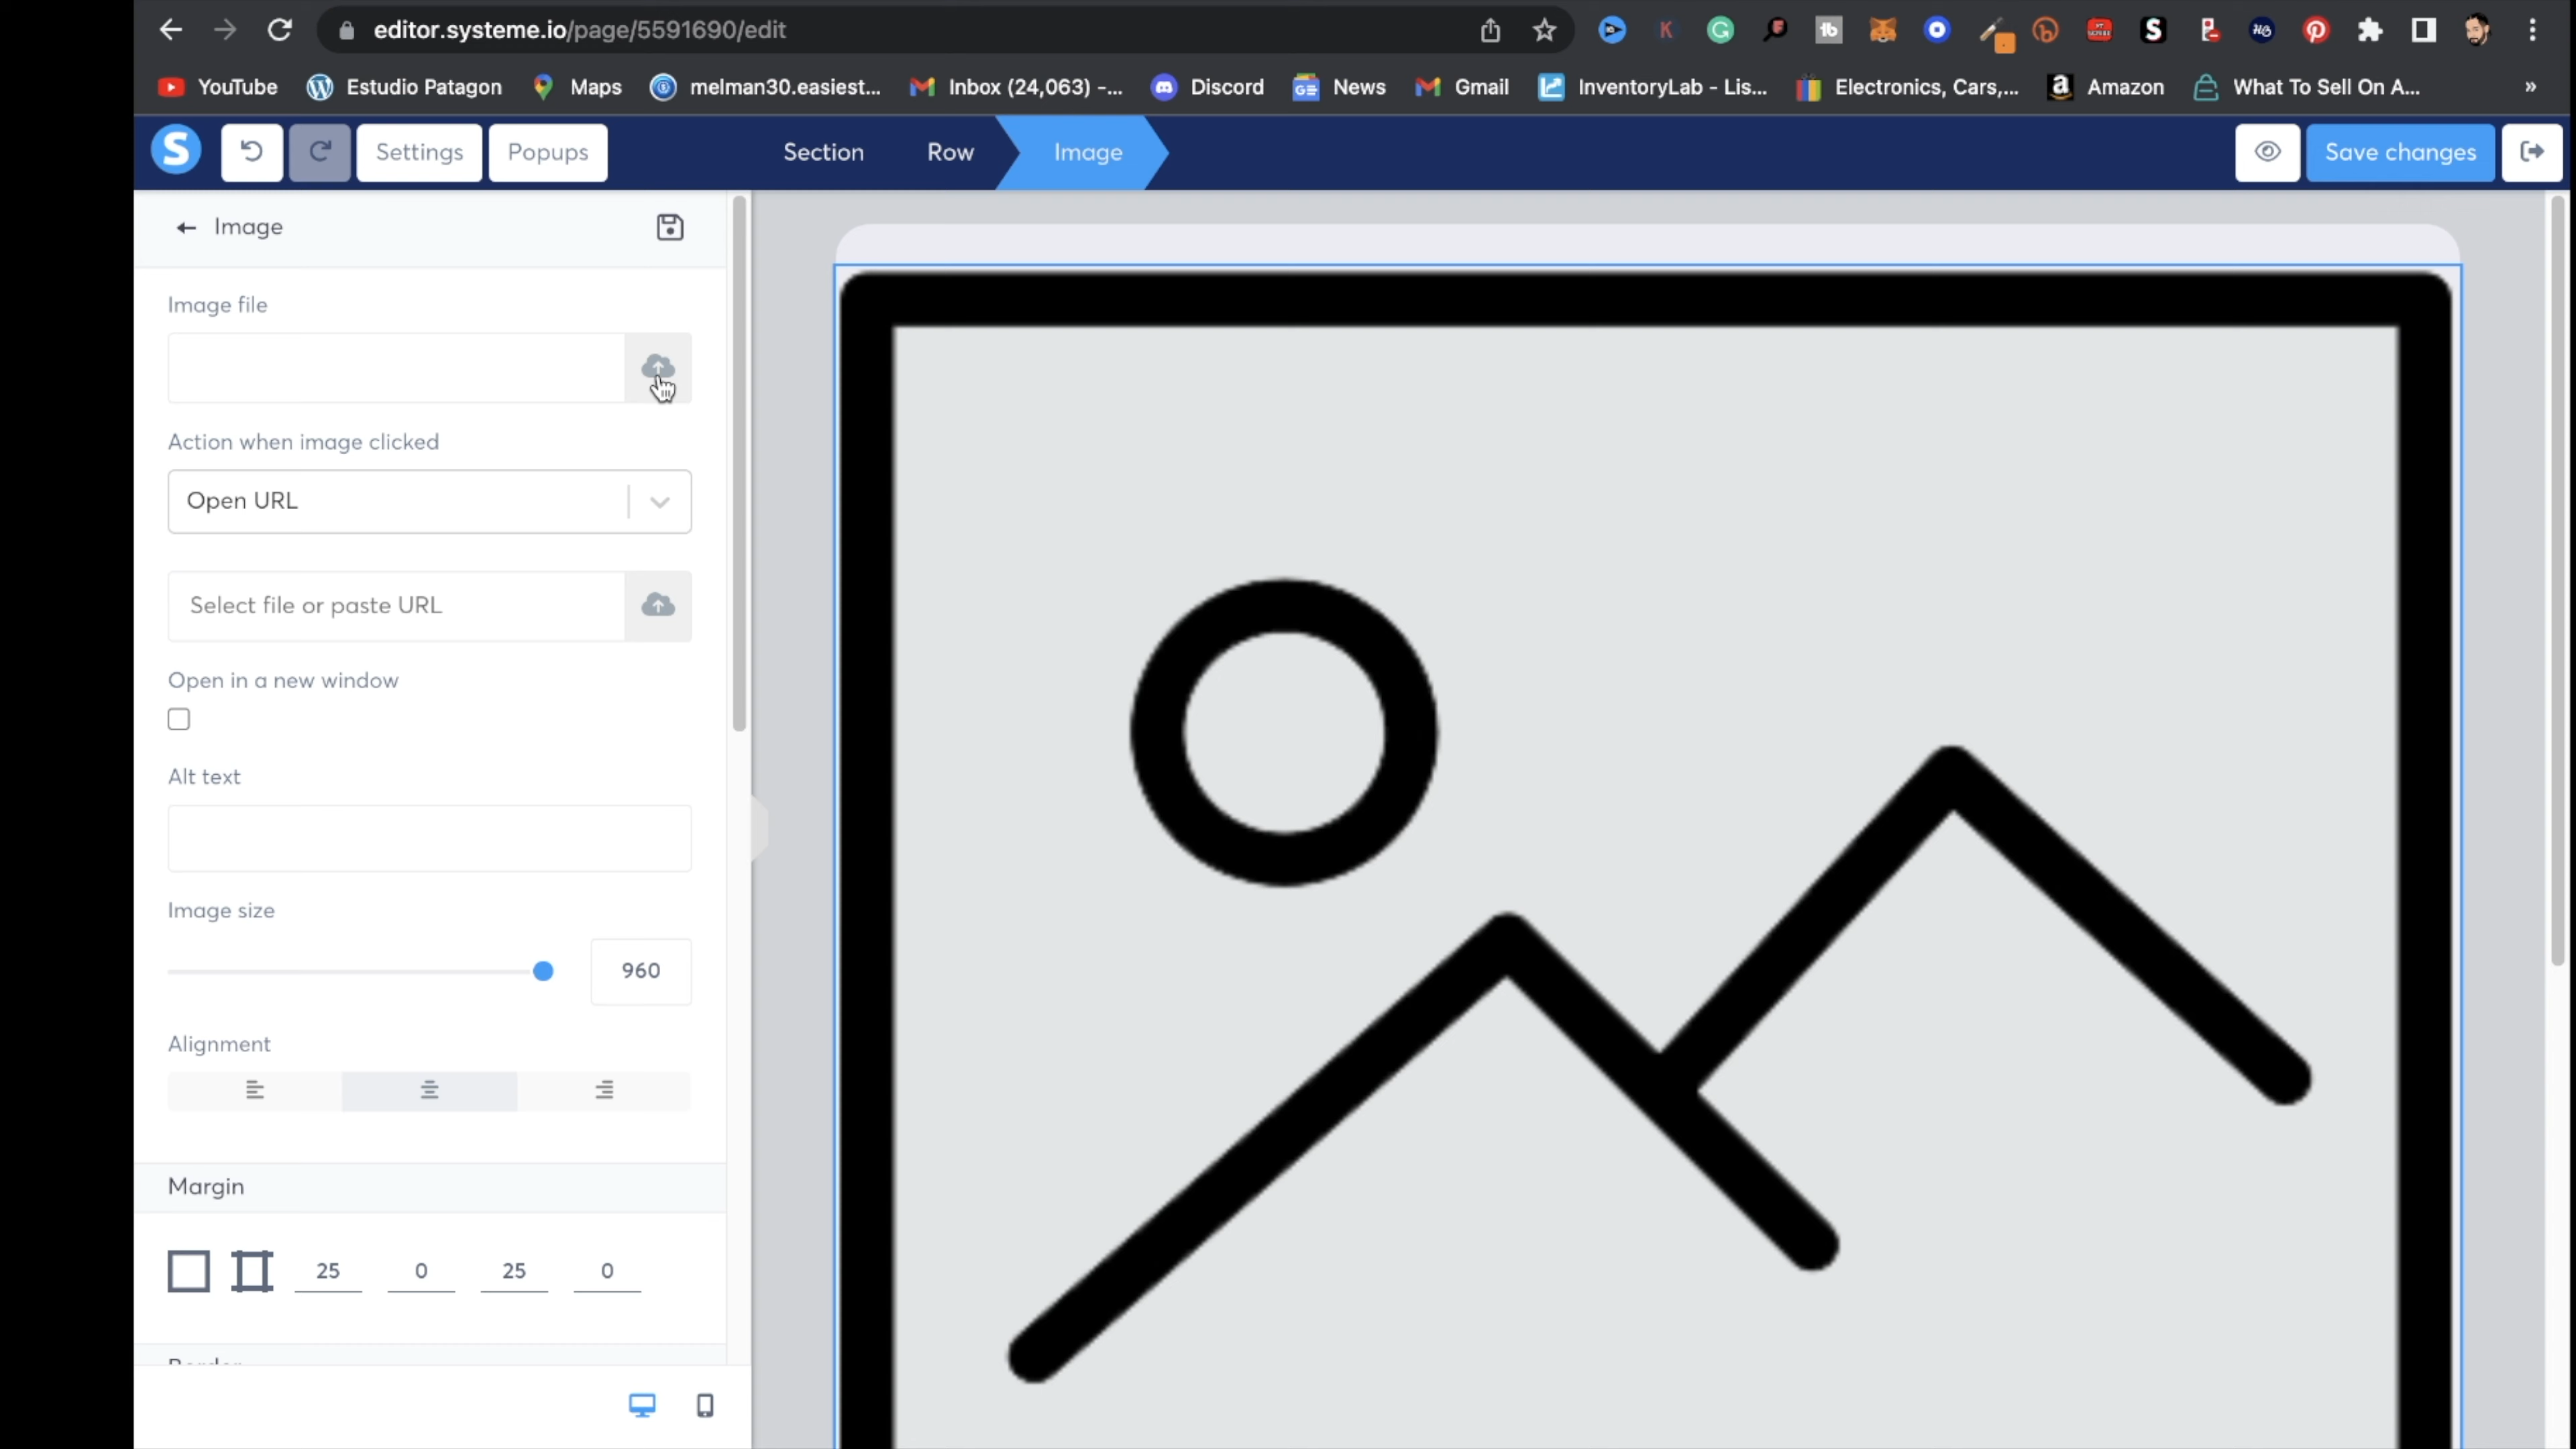 editor.systeme.io/page/5591690/edit
YouTube Estudio Patagon Maps melman30.easiest... Inbox (24,063) -... Discord News Gmail InventoryLab - Lis... Electronics, Cars,... Amazon What To Sell On A... »
S Settings Popups Section Row Image Save changes
Image
Image file
Action when image clicked
Open URL
Select file or paste URL
Open in a new window
Alt text
Image size
960
Alignment
Margin
25 0 25 0
Border